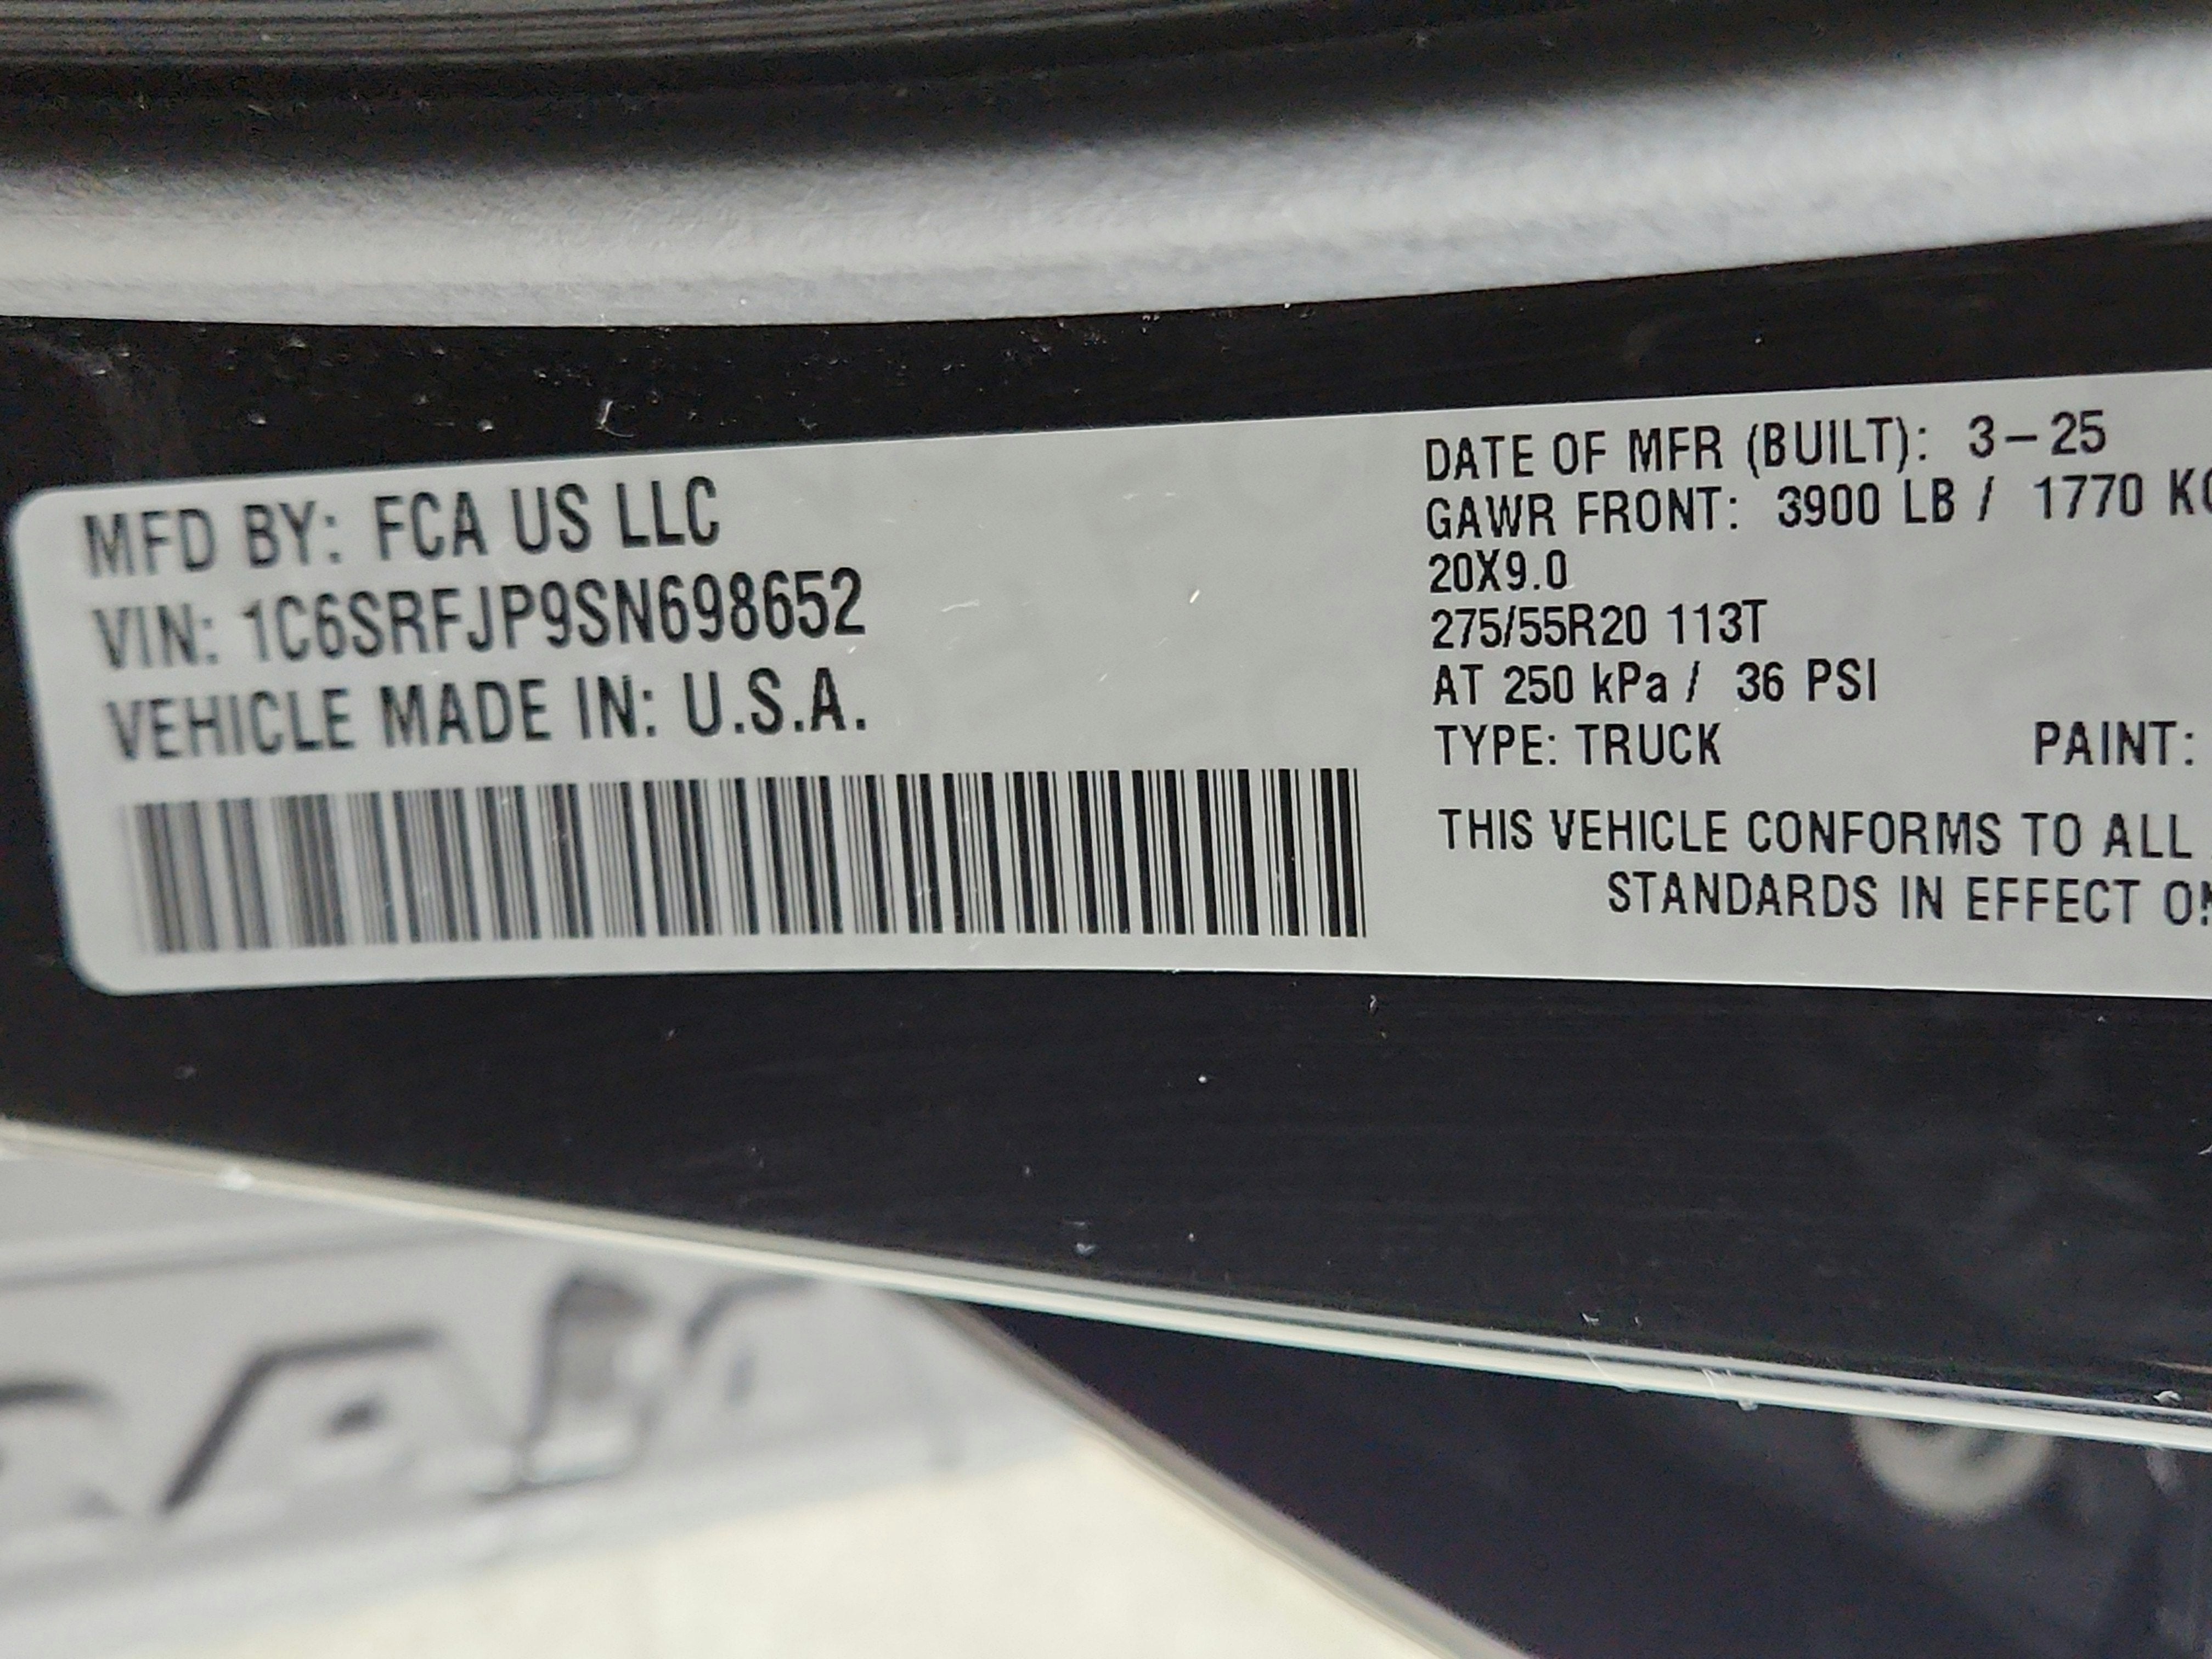 MFD BY: FCA US LLC
VIN: 1C6SRFJP9SN698652
VEHICLE MADE IN: U.S.A.
DATE OF MFR (BUILT): 3-25
GAWR FRONT: 3900 LB / 1770 KG
20X9.0
275/55R20 113T
AT 250 kPa / 36 PSI
TYPE: TRUCK PAINT:
THIS VEHICLE CONFORMS TO ALL
STANDARDS IN EFFECT ON
RAM